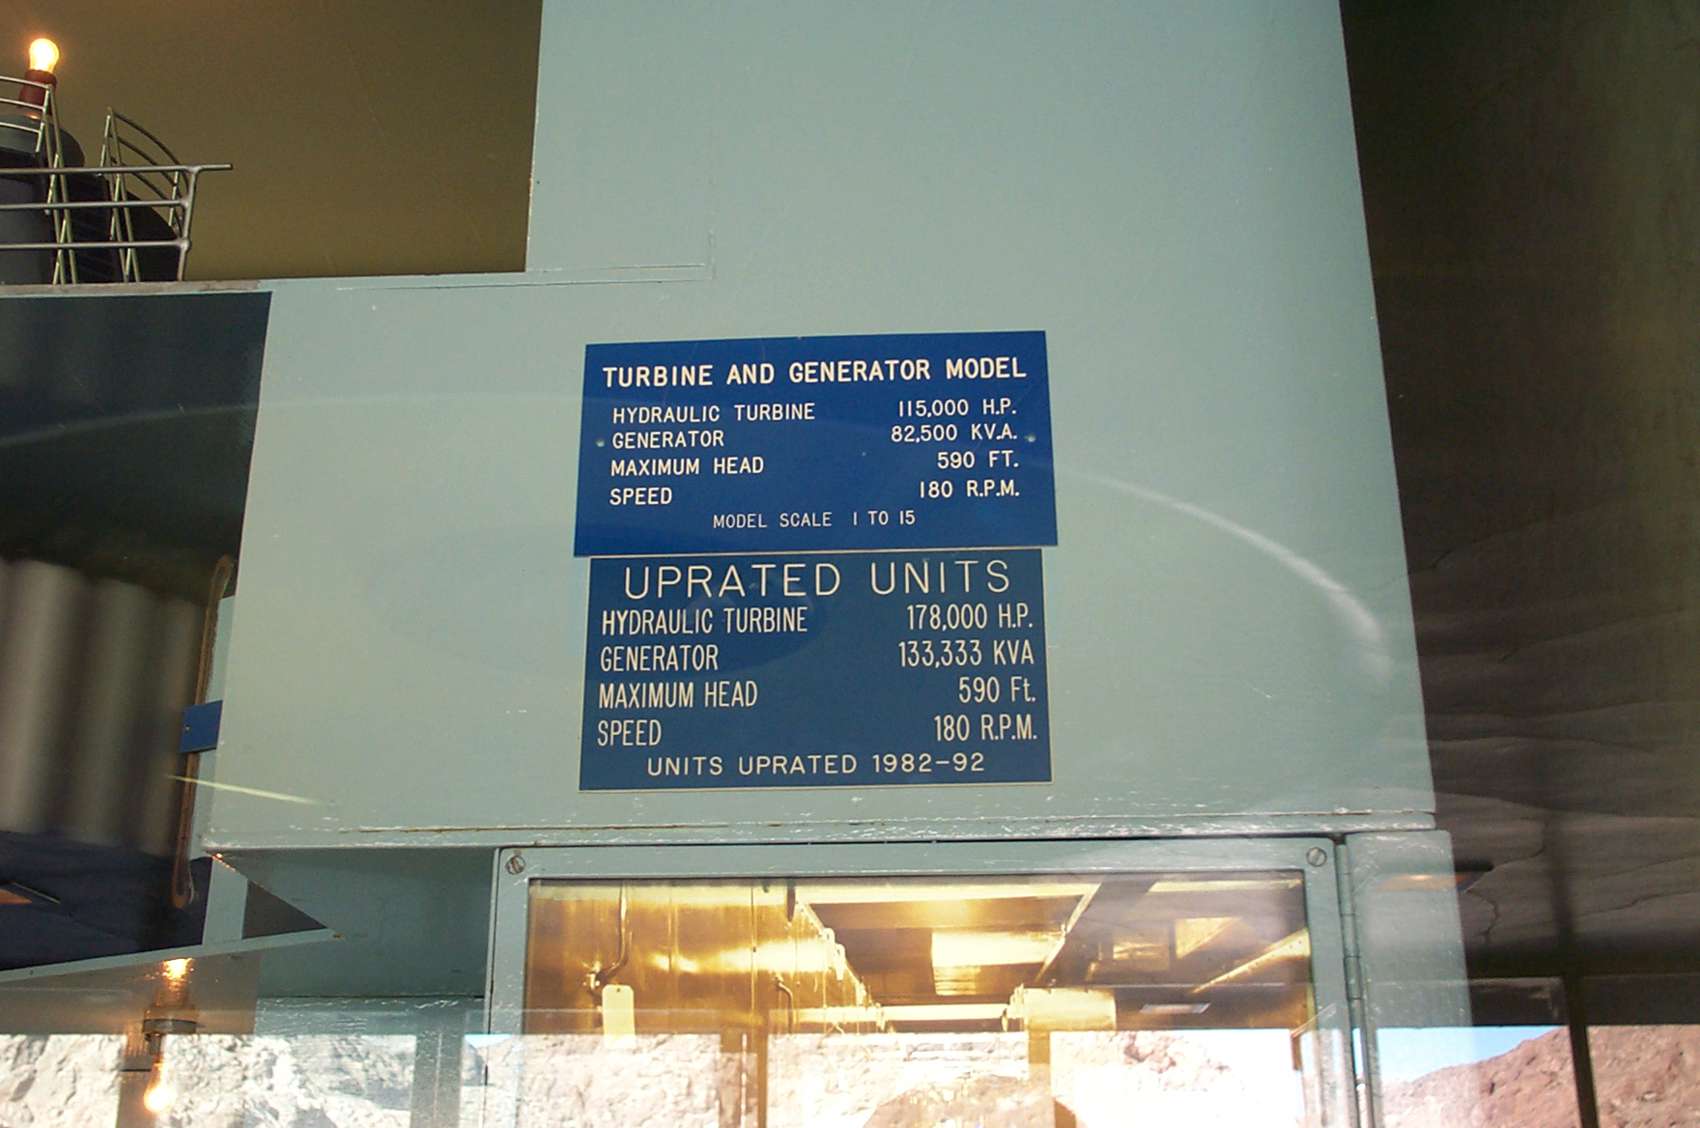 TURBINE AND GENERATOR MODEL
HYDRAULIC TURBINE 115,000 H.P.
GENERATOR 82,500 KV.A.
MAXIMUM HEAD 590 FT.
SPEED 180 R.P.M.
MODEL SCALE 1 TO 15
UPRATED UNITS
HYDRAULIC TURBINE 178,000 H.P.
GENERATOR 133,333 KVA
MAXIMUM HEAD 590 Ft.
SPEED 180 R.P.M.
UNITS UPRATED 1982-92